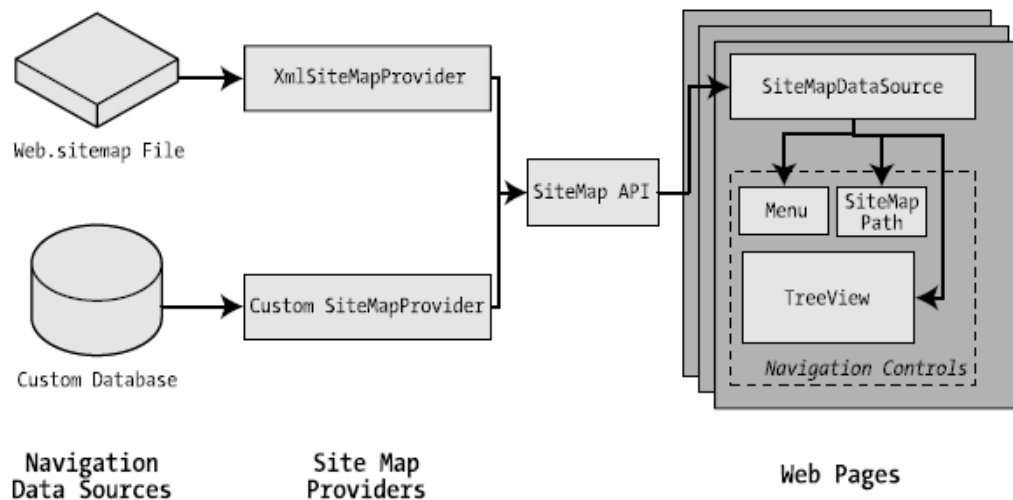 XmlSiteMapProvider
SiteMapDataSource
Web.sitemap File
SiteMap API
Menu
SiteMap
Path
Custom SiteMapProvider
TreeView
Navigation Controls
Custom Database
Navigation
Data Sources
Site Map
Providers
Web Pages